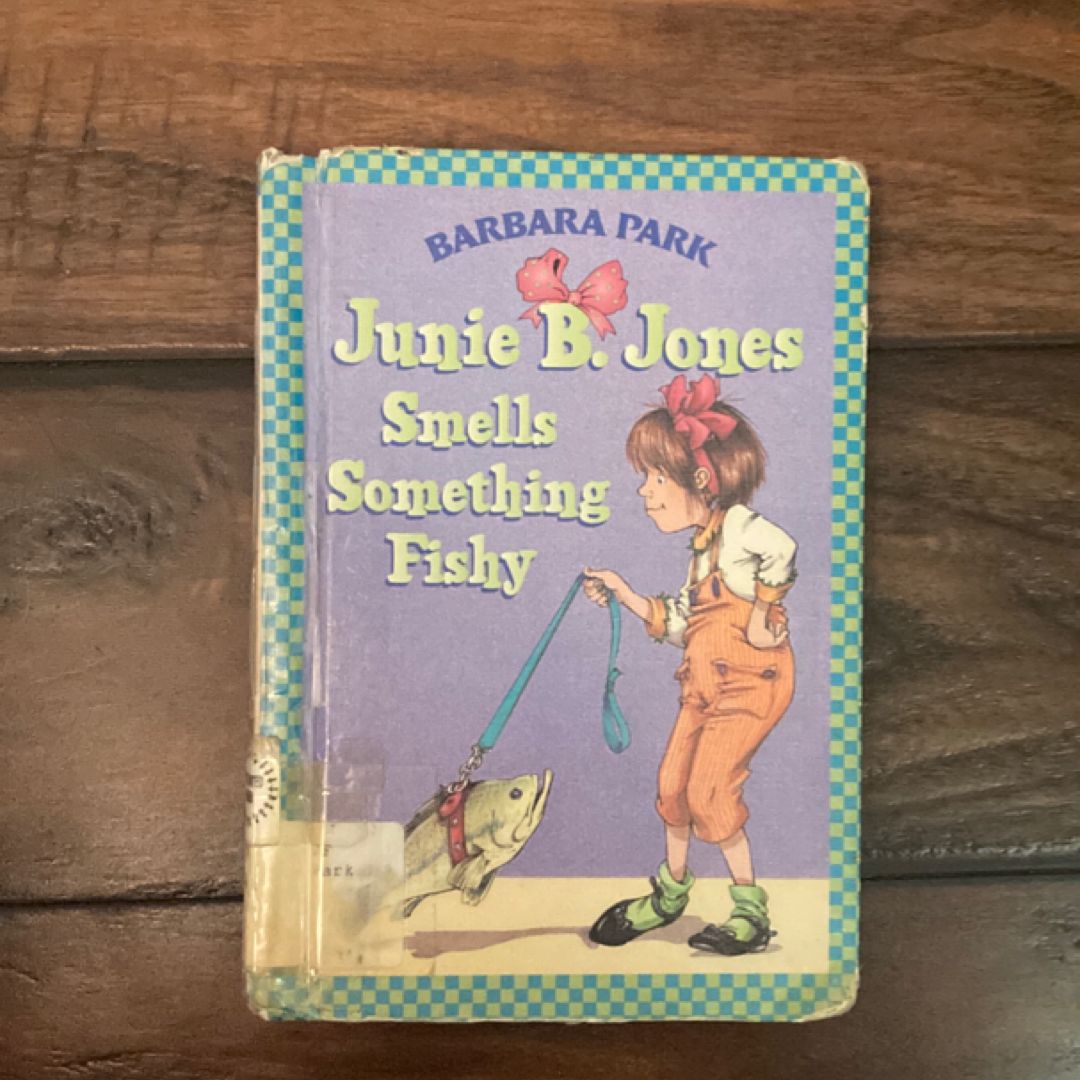 BARBARA PARK
Junie B. Jones
Smells
Something
Fishy